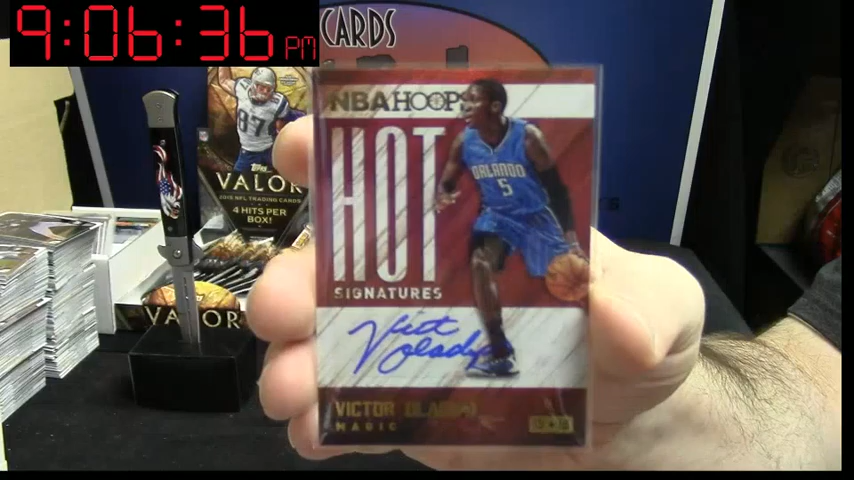 9:06:36 PM
CARDS
87
topps
VALOR
2015 NFL TRADING CARDS
4 HITS PER
BOX!
VALOR
NBA HOOPS
HOT
SIGNATURES
ORLANDO
5
VICTOR OLADIPO
MAGIC